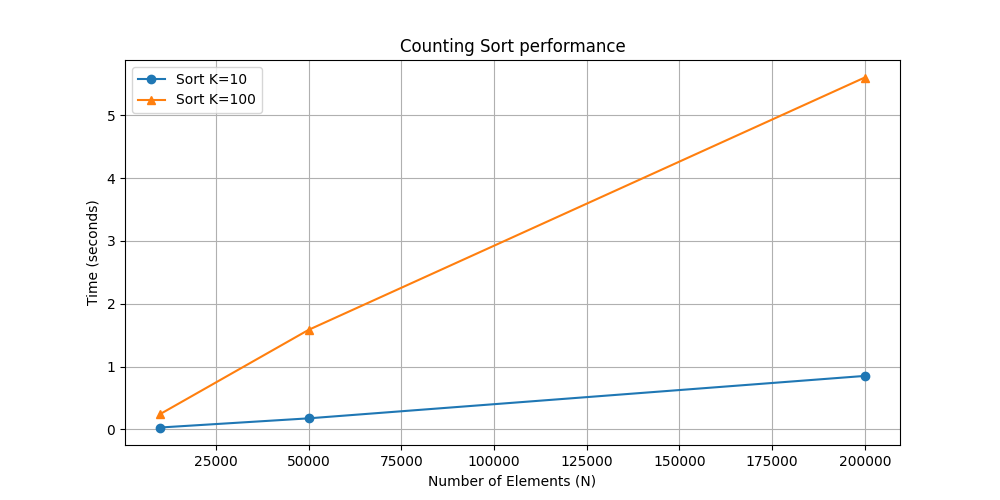 Counting Sort performance
Sort K=10
Sort K=100
Time (seconds)
5
4
3
2
1
0
25000 50000 75000 100000 125000 150000 175000 200000
Number of Elements (N)